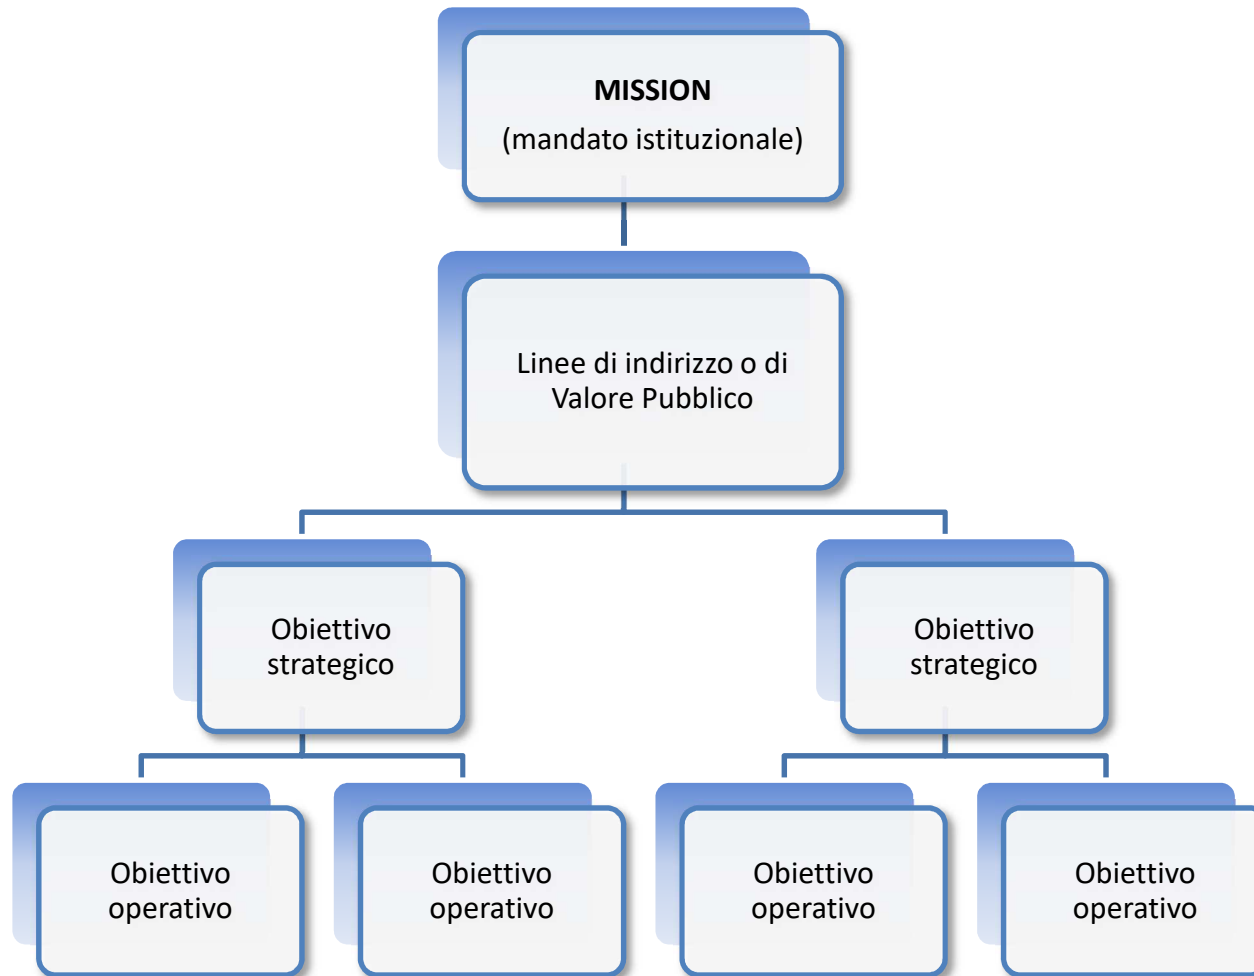 MISSION
(mandato istituzionale)
Linee di indirizzo o di
Valore Pubblico
Obiettivo
strategico
Obiettivo
strategico
Obiettivo
operativo
Obiettivo
operativo
Obiettivo
operativo
Obiettivo
operativo